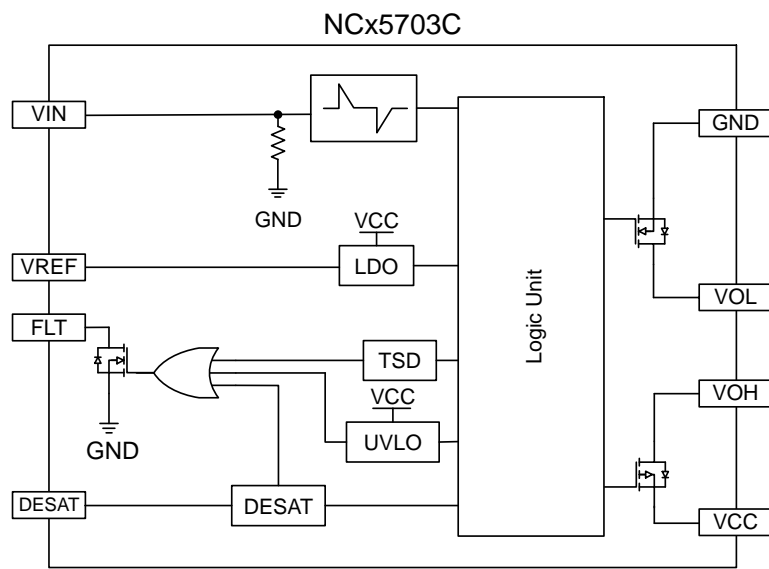 NCx5703C
VIN
GND
GND
VCC
VREF
LDO
Logic Unit
VOL
FLT
TSD
VCC
VOH
GND
UVLO
DESAT
DESAT
VCC